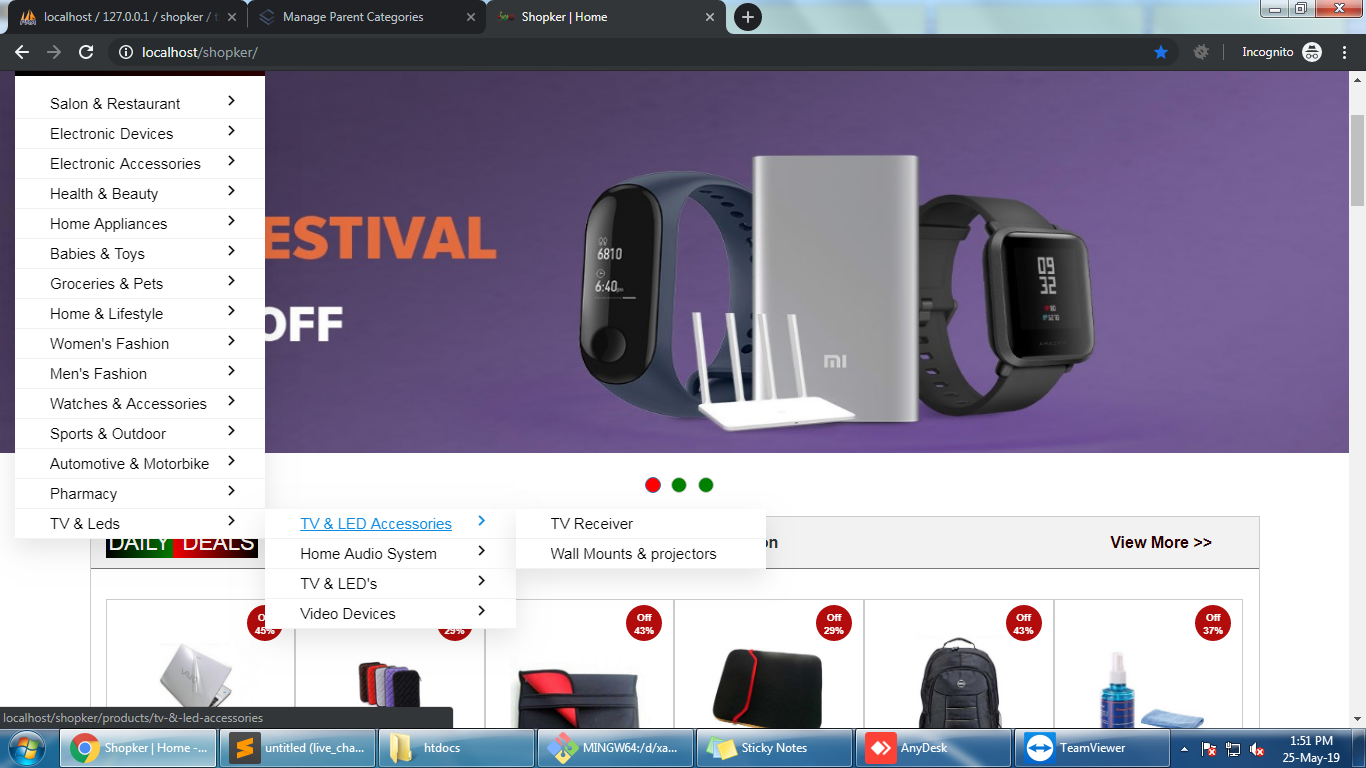 localhost / 127.0.0.1 / shopker /
Manage Parent Categories
Shopker | Home
localhost/shopker/
Incognito
Salon & Restaurant
Electronic Devices
Electronic Accessories
Health & Beauty
Home Appliances
Babies & Toys
Groceries & Pets
Home & Lifestyle
Women's Fashion
Men's Fashion
Watches & Accessories
Sports & Outdoor
Automotive & Motorbike
Pharmacy
TV & Leds
ESTIVAL
OFF
6810
6:40pm
MI
09
32
AMAZFIT
TV & LED Accessories
Home Audio System
TV & LED's
Video Devices
TV Receiver
Wall Mounts & projectors
DAILY DEALS
on
View More >>
Off
45%
29%
Off
43%
Off
29%
Off
43%
Off
37%
VAIO
DELL
localhost/shopker/products/tv-&-led-accessories
Shopker | Home -...
untitled (live_cha...
htdocs
MINGW64:/d/xa...
Sticky Notes
AnyDesk
TeamViewer
1:51 PM
25-May-19